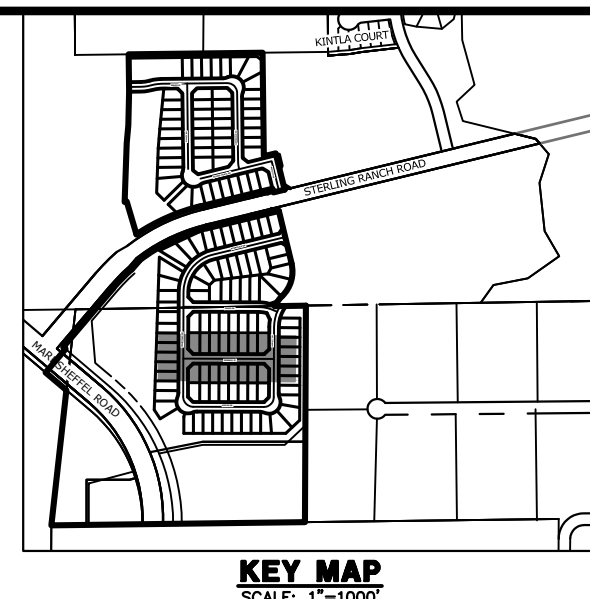 KINTLA COURT
STERLING RANCH ROAD
MARKSHEFFEL ROAD
KEY MAP
SCALE: 1"=1000'